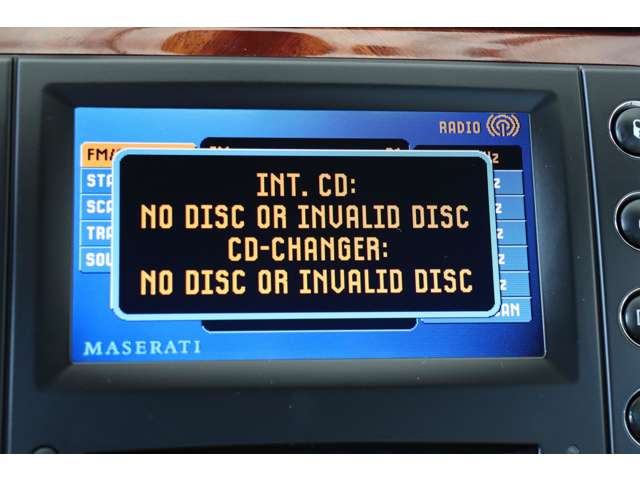 RADIO
INT. CD:
NO DISC OR INVALID DISC
CD-CHANGER:
NO DISC OR INVALID DISC
MASERATI